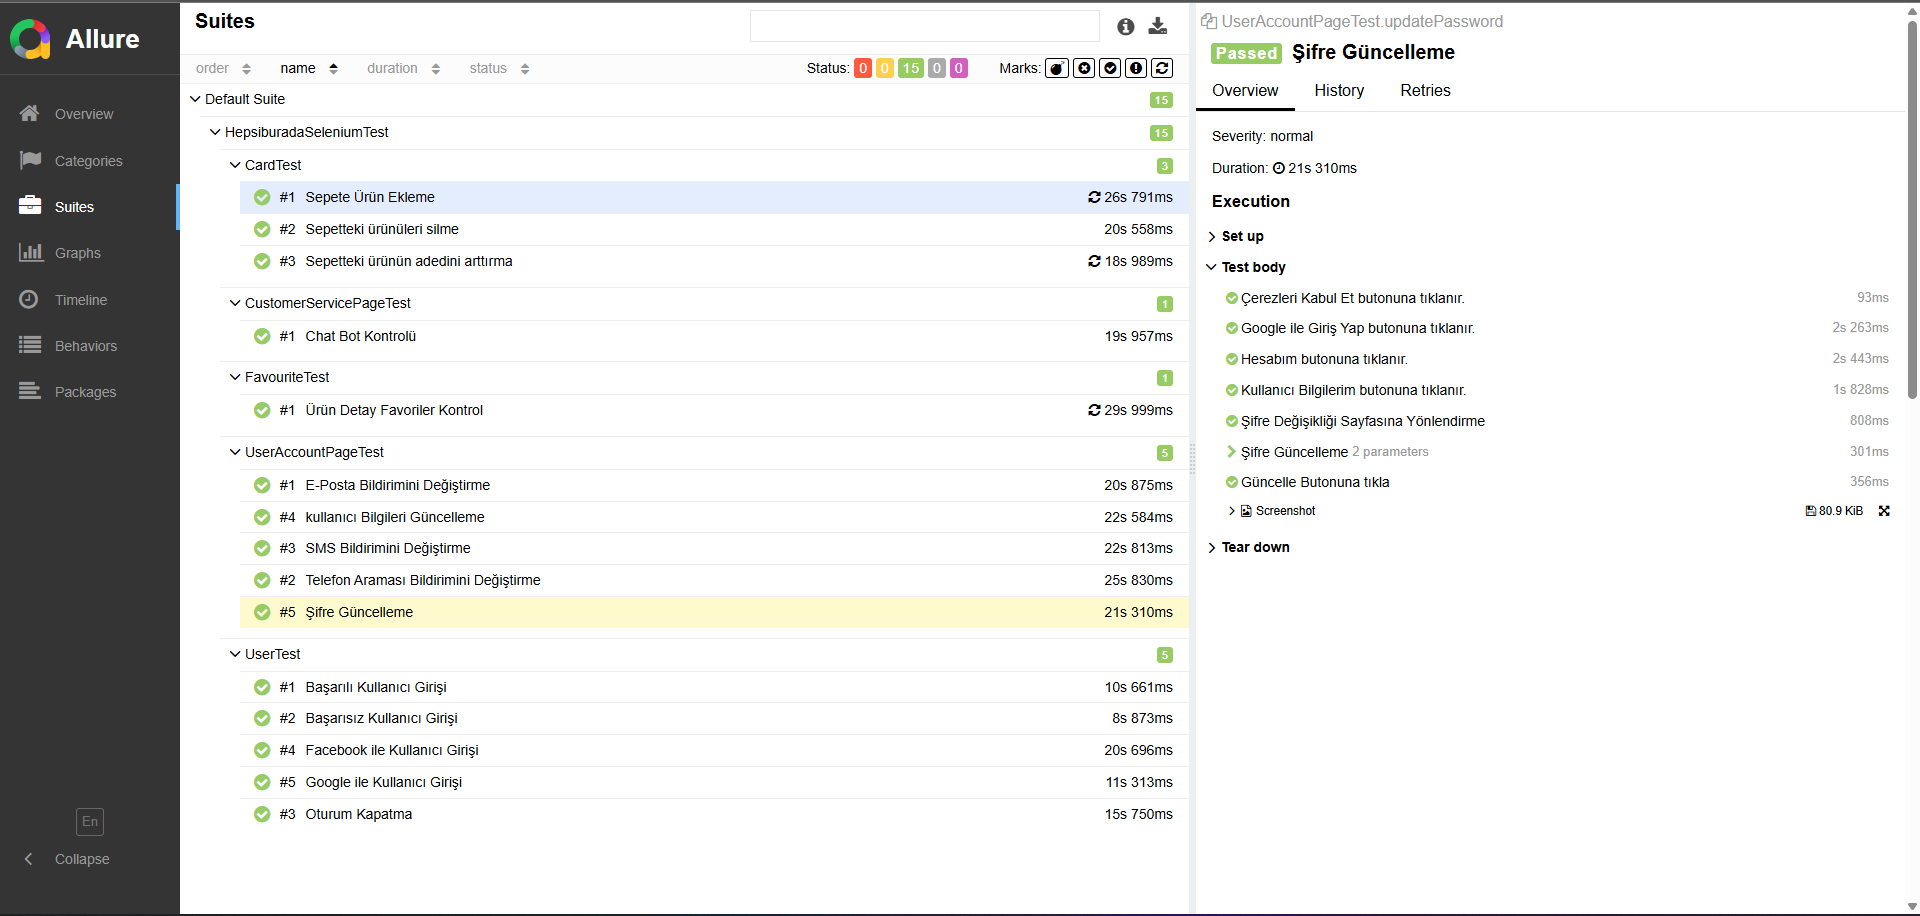 Allure
Overview
Categories
Suites
Graphs
Timeline
Behaviors
Packages
En
Collapse
Suites
order name duration status Status: 0 0 15 0 0 Marks:
Default Suite 15
HepsiburadaSeleniumTest 15
CardTest 3
#1 Sepete Ürün Ekleme 26s 791ms
#2 Sepetteki ürünüleri silme 20s 558ms
#3 Sepetteki ürünün adedini arttırma 18s 989ms
CustomerServicePageTest 1
#1 Chat Bot Kontrolü 19s 957ms
FavouriteTest 1
#1 Ürün Detay Favoriler Kontrol 29s 999ms
UserAccountPageTest 5
#1 E-Posta Bildirimini Değiştirme 20s 875ms
#4 kullanıcı Bilgileri Güncelleme 22s 584ms
#3 SMS Bildirimini Değiştirme 22s 813ms
#2 Telefon Araması Bildirimini Değiştirme 25s 830ms
#5 Şifre Güncelleme 21s 310ms
UserTest 5
#1 Başarılı Kullanıcı Girişi 10s 661ms
#2 Başarısız Kullanıcı Girişi 8s 873ms
#4 Facebook ile Kullanıcı Girişi 20s 696ms
#5 Google ile Kullanıcı Girişi 11s 313ms
#3 Oturum Kapatma 15s 750ms
UserAccountPageTest.updatePassword
Passed Şifre Güncelleme
Overview History Retries
Severity: normal
Duration: 21s 310ms
Execution
Set up
Test body
Çerezleri Kabul Et butonuna tıklanır. 93ms
Google ile Giriş Yap butonuna tıklanır. 2s 263ms
Hesabım butonuna tıklanır. 2s 443ms
Kullanıcı Bilgilerim butonuna tıklanır. 1s 828ms
Şifre Değişikliği Sayfasına Yönlendirme 808ms
Şifre Güncelleme 2 parameters 301ms
Güncelle Butonuna tıkla 356ms
Screenshot 80.9 KiB
Tear down